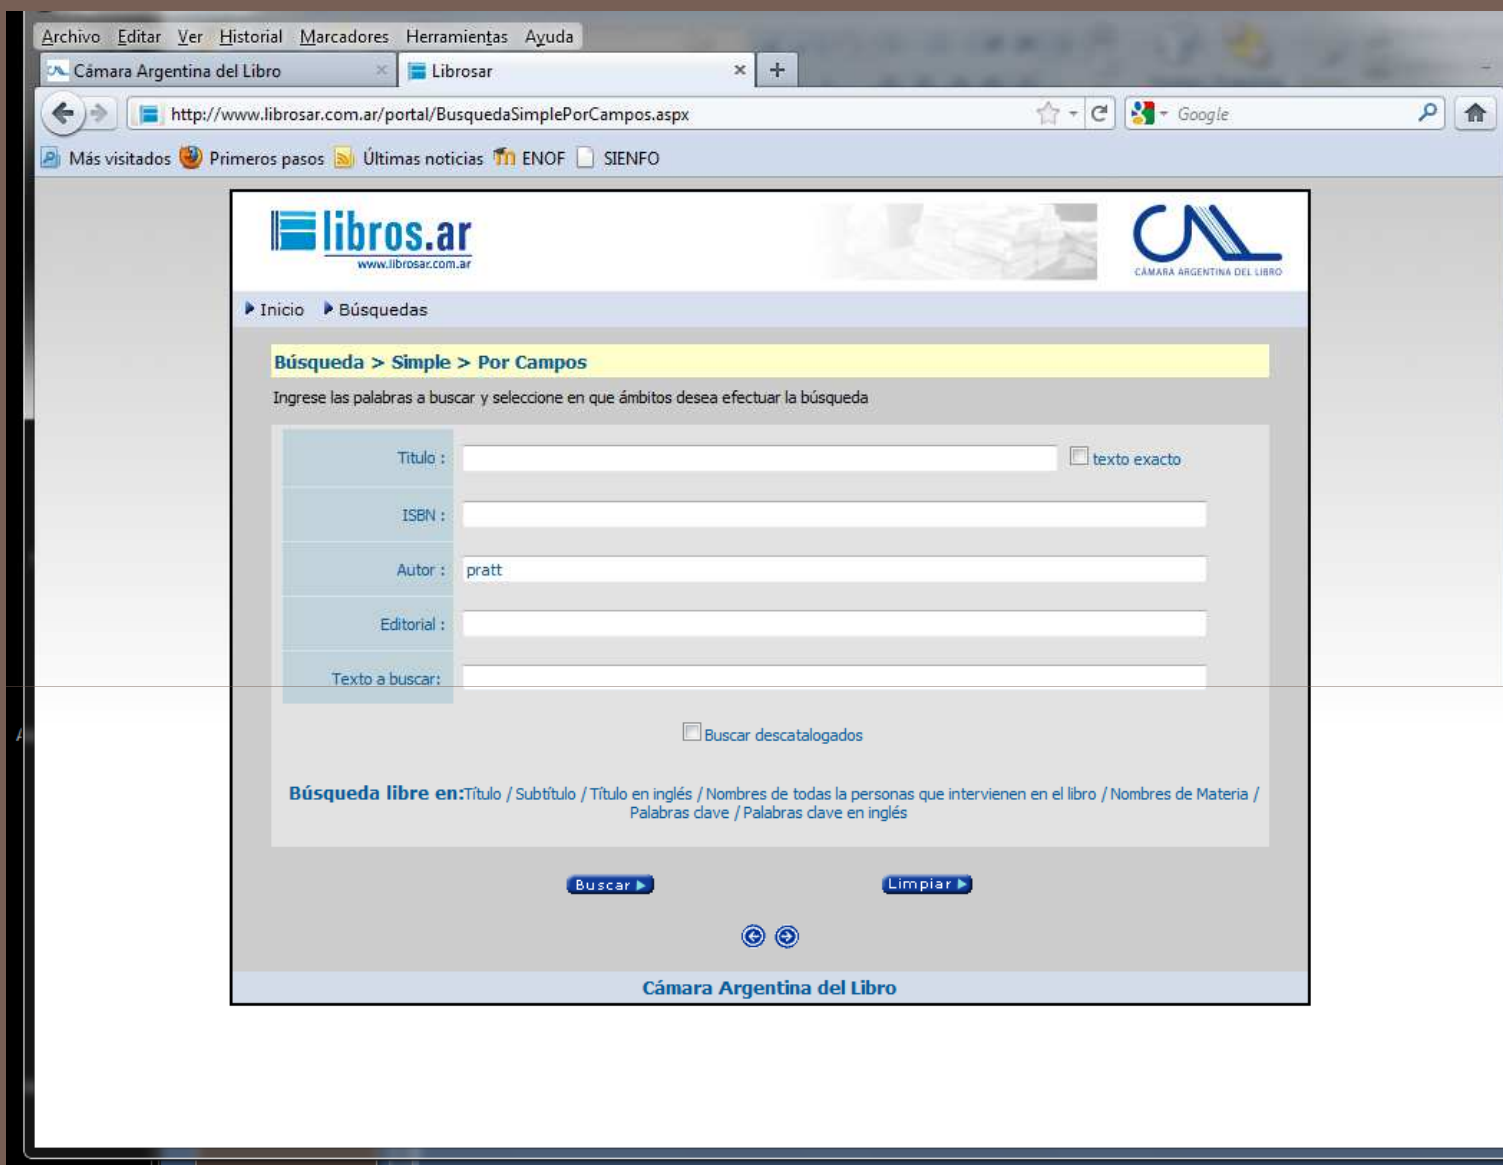 Archivo Editar Ver Historial Marcadores Herramientas Ayuda
Cámara Argentina del Libro Librosar
http://www.librosar.com.ar/portal/BusquedaSimplePorCampos.aspx Google
Más visitados Primeros pasos Últimas noticias ENOF SIENFO
libros.ar
www.librosar.com.ar
CAL
CÁMARA ARGENTINA DEL LIBRO
Inicio Búsquedas
Búsqueda > Simple > Por Campos
Ingrese las palabras a buscar y seleccione en que ámbitos desea efectuar la búsqueda
Titulo : texto exacto
ISBN :
Autor : pratt
Editorial :
Texto a buscar:
Buscar descatalogados
Búsqueda libre en:Título / Subtítulo / Título en inglés / Nombres de todas la personas que intervienen en el libro / Nombres de Materia /
Palabras clave / Palabras clave en inglés
Buscar Limpiar
Cámara Argentina del Libro